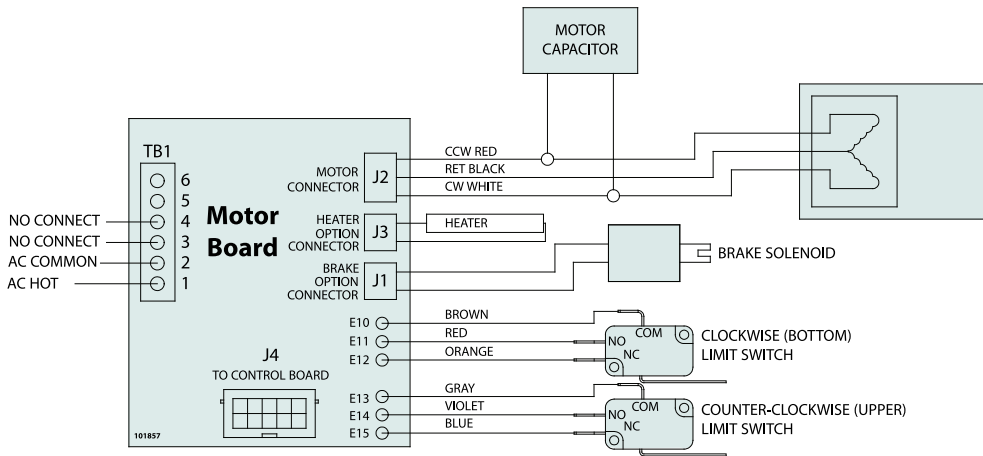 MOTOR
CAPACITOR
TB1
6
5
4
3
2
1
NO CONNECT
NO CONNECT
AC COMMON
AC HOT
Motor
Board
MOTOR
CONNECTOR
J2
HEATER
OPTION
CONNECTOR
J3
BRAKE
OPTION
CONNECTOR
J1
CCW RED
RET BLACK
CW WHITE
HEATER
BRAKE SOLENOID
E10
E11
E12
BROWN
RED
ORANGE
COM
NO
NC
CLOCKWISE (BOTTOM)
LIMIT SWITCH
J4
TO CONTROL BOARD
E13
E14
E15
GRAY
VIOLET
BLUE
COM
NO
NC
COUNTER-CLOCKWISE (UPPER)
LIMIT SWITCH
101857